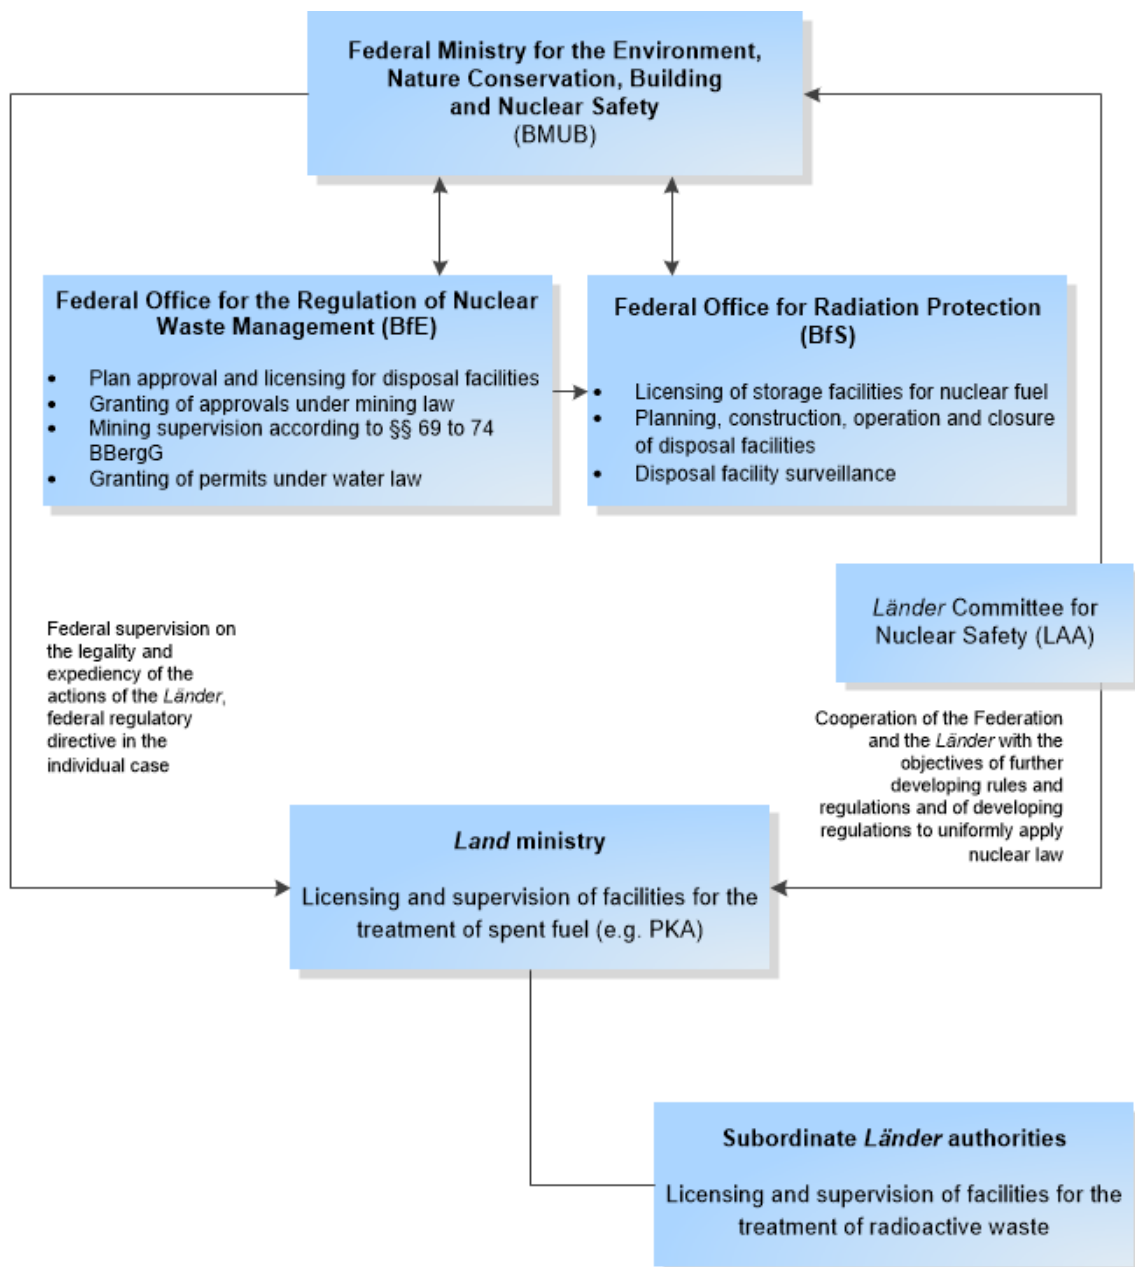 Federal Ministry for the Environment,
Nature Conservation, Building
and Nuclear Safety
(BMUB)
Federal Office for the Regulation of Nuclear
Waste Management (BfE)
• Plan approval and licensing for disposal facilities
• Granting of approvals under mining law
• Mining supervision according to §§ 69 to 74
BBergG
• Granting of permits under water law
Federal Office for Radiation Protection
(BfS)
• Licensing of storage facilities for nuclear fuel
• Planning, construction, operation and closure
of disposal facilities
• Disposal facility surveillance
Länder Committee for
Nuclear Safety (LAA)
Federal supervision on
the legality and
expediency of the
actions of the Länder,
federal regulatory
directive in the
individual case
Cooperation of the Federation
and the Länder with the
objectives of further
developing rules and
regulations and of developing
regulations to uniformly apply
nuclear law
Land ministry
Licensing and supervision of facilities for the
treatment of spent fuel (e.g. PKA)
Subordinate Länder authorities
Licensing and supervision of facilities for the
treatment of radioactive waste